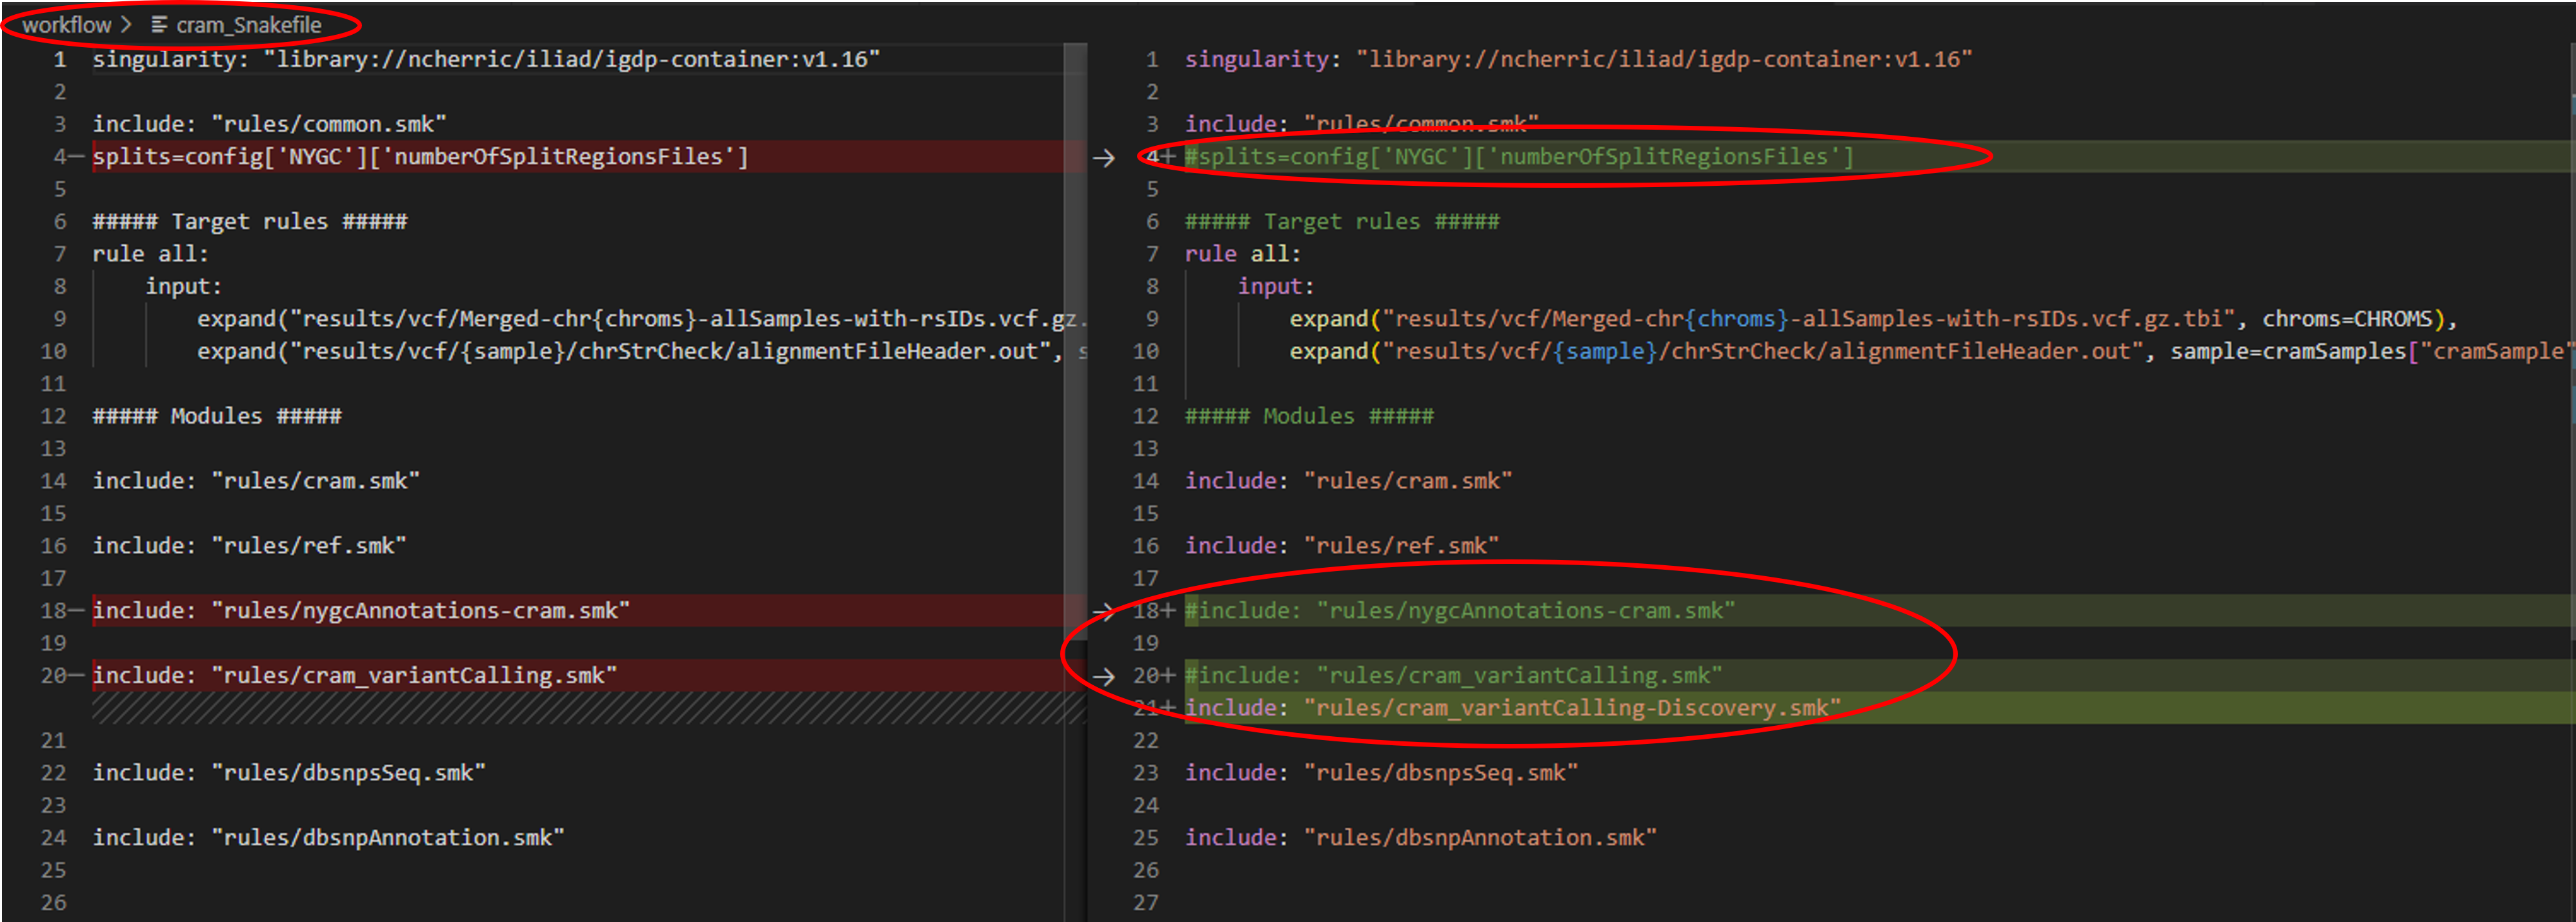 workflow > cram_Snakefile
1 singularity: "library://ncherric/iliad/igdp-container:v1.16"
2
3 include: "rules/common.smk"
4— splits=config['NYGC']['numberOfSplitRegionsFiles']
5
6 ##### Target rules #####
7 rule all:
8 input:
9 expand("results/vcf/Merged-chr{chroms}-allSamples-with-rsIDs.vcf.gz.
10 expand("results/vcf/{sample}/chrStrCheck/alignmentFileHeader.out", s
11
12 ##### Modules #####
13
14 include: "rules/cram.smk"
15
16 include: "rules/ref.smk"
17
18— include: "rules/nygcAnnotations-cram.smk"
19
20— include: "rules/cram_variantCalling.smk"
21
22 include: "rules/dbsnpsSeq.smk"
23
24 include: "rules/dbsnpAnnotation.smk"
25
26
1 singularity: "library://ncherric/iliad/igdp-container:v1.16"
2
3 include: "rules/common.smk"
→ 4+ #splits=config['NYGC']['numberOfSplitRegionsFiles']
5
6 ##### Target rules #####
7 rule all:
8 input:
9 expand("results/vcf/Merged-chr{chroms}-allSamples-with-rsIDs.vcf.gz.tbi", chroms=CHROMS),
10 expand("results/vcf/{sample}/chrStrCheck/alignmentFileHeader.out", sample=cramSamples["cramSample"
11
12 ##### Modules #####
13
14 include: "rules/cram.smk"
15
16 include: "rules/ref.smk"
17
→ 18+ #include: "rules/nygcAnnotations-cram.smk"
19
→ 20+ #include: "rules/cram_variantCalling.smk"
21+ include: "rules/cram_variantCalling-Discovery.smk"
22
23 include: "rules/dbsnpsSeq.smk"
24
25 include: "rules/dbsnpAnnotation.smk"
26
27